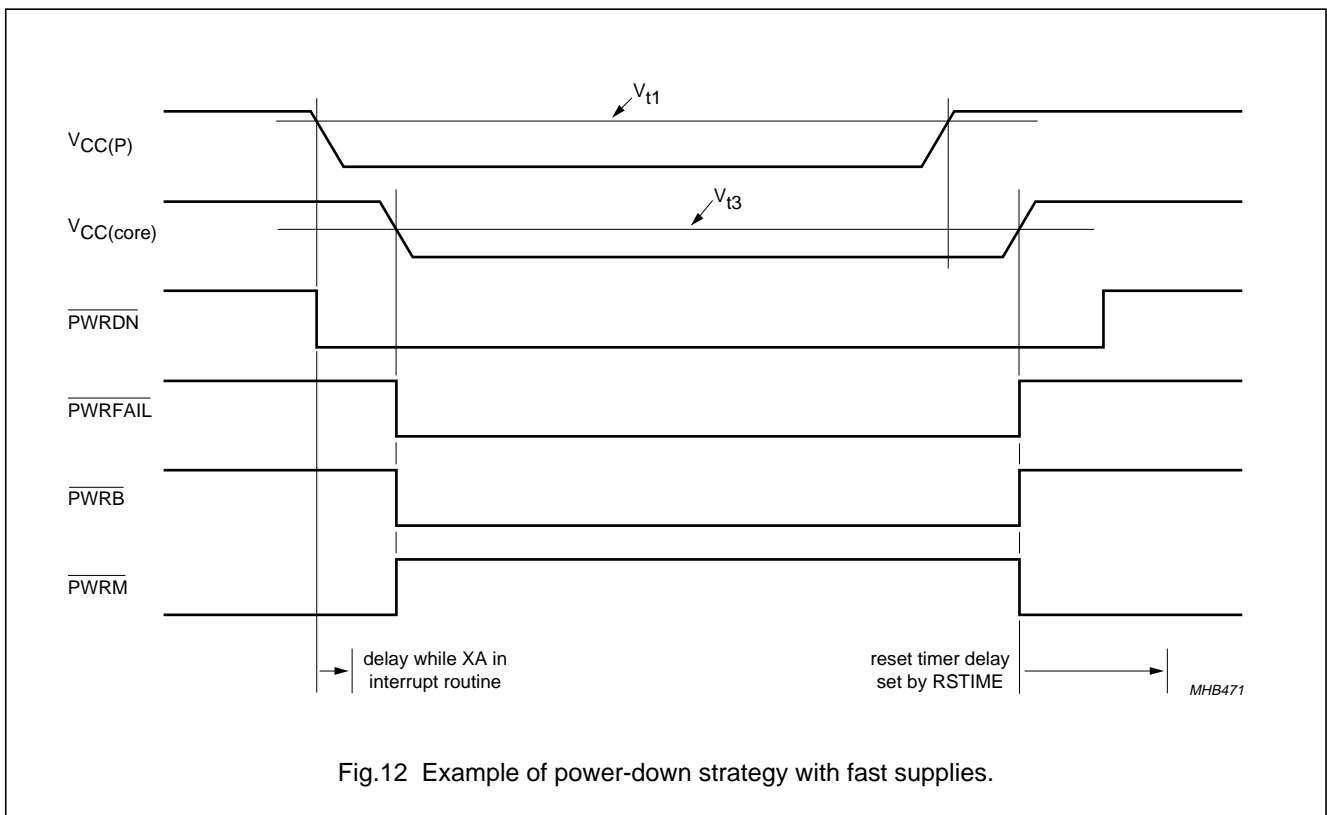 Vt1
VCC(P)
Vt3
VCC(core)
PWRDN
PWRFAIL
PWRB
PWRM
delay while XA in
interrupt routine
reset timer delay
set by RSTIME
MHB471
Fig.12 Example of power-down strategy with fast supplies.